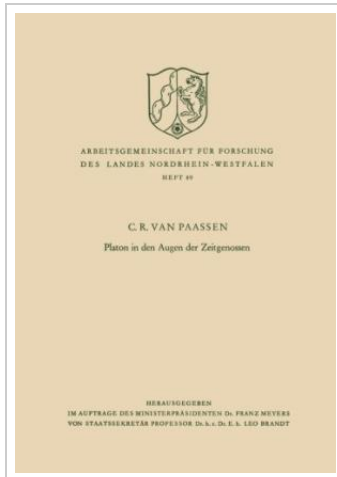 ARBEITSGEMEINSCHAFT FÜR FORSCHUNG
DES LANDES NORDRHEIN-WESTFALEN
HEFT 89
C. R. VAN PAASSEN
Platon in den Augen der Zeitgenossen
HERAUSGEGEBEN
IM AUFTRAGE DES MINISTERPRÄSIDENTEN Dr. FRANZ MEYERS
VON STAATSSEKRETÄR PROFESSOR Dr. h. c. Dr. E. h. LEO BRANDT